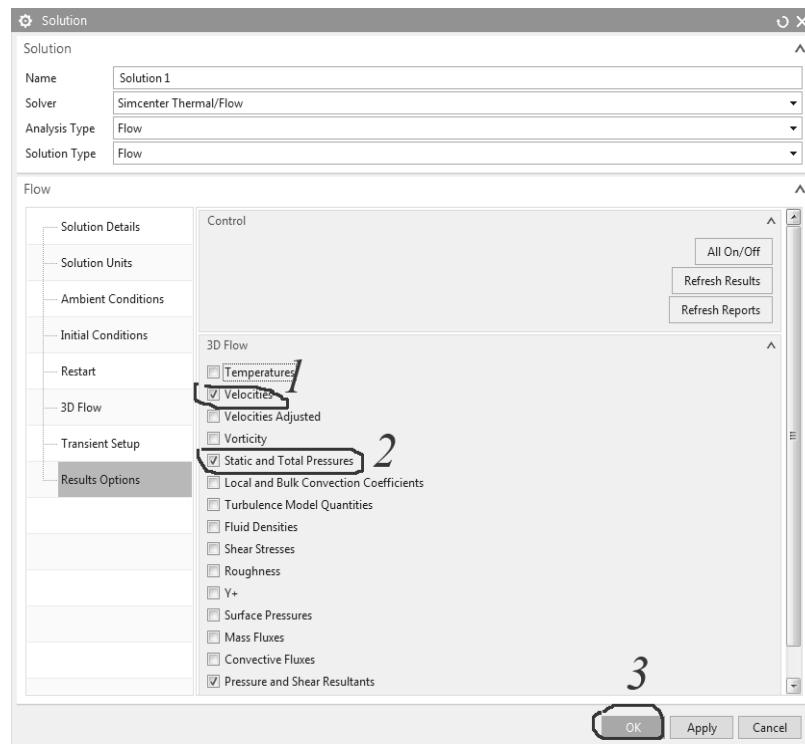 Solution
Solution
Name Solution 1
Solver Simcenter Thermal/Flow
Analysis Type Flow
Solution Type Flow
Flow
Solution Details
Solution Units
Ambient Conditions
Initial Conditions
Restart
3D Flow
Transient Setup
Results Options
Control
All On/Off
Refresh Results
Refresh Reports
3D Flow
Temperatures
1
Velocities
Velocities Adjusted
Vorticity
Static and Total Pressures 2
Local and Bulk Convection Coefficients
Turbulence Model Quantities
Fluid Densities
Shear Stresses
Roughness
Y+
Surface Pressures
Mass Fluxes
Convective Fluxes
Pressure and Shear Resultants
3
OK Apply Cancel